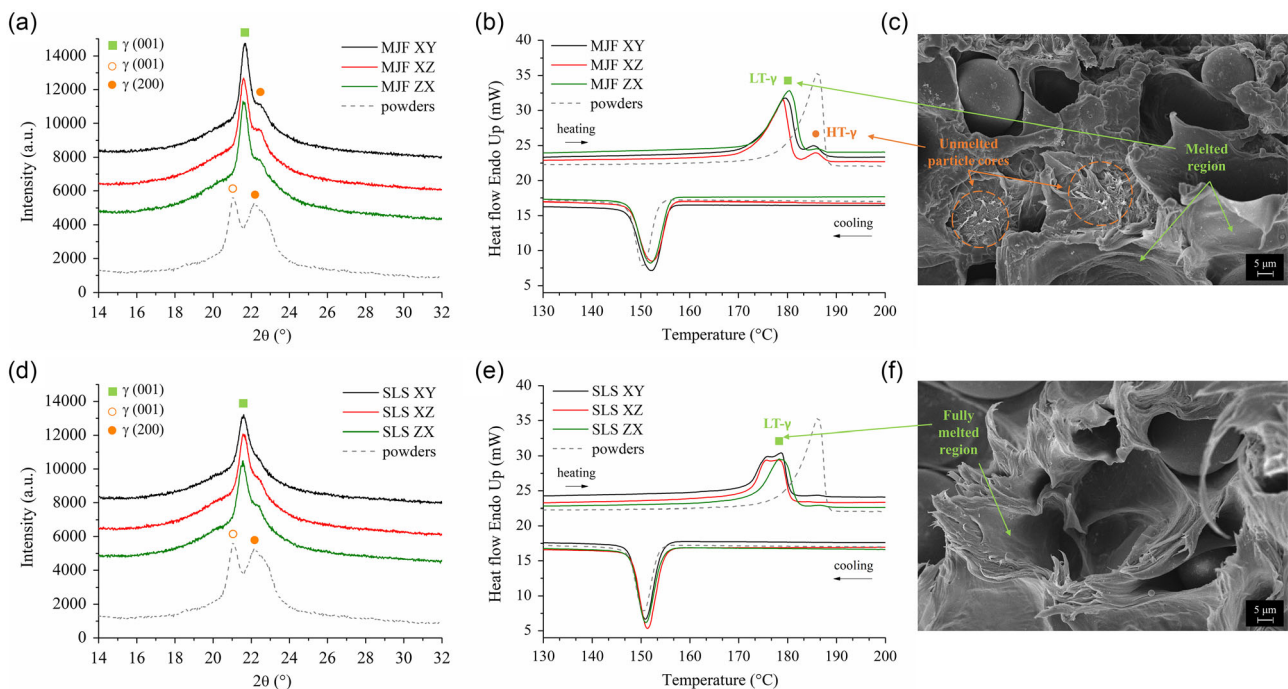 (a)
γ (001)
γ (001)
γ (200)
MJF XY
MJF XZ
MJF ZX
powders
Intensity (a.u.)
14000
12000
10000
8000
6000
4000
2000
0
14 16 18 20 22 24 26 28 30 32
2θ (°)
(b)
MJF XY
MJF XZ
MJF ZX
powders
LT-γ
HT-γ
heating
cooling
Heat flow Endo Up (mW)
40
35
30
25
20
15
10
5
130 140 150 160 170 180 190 200
Temperature (°C)
(c)
Unmelted
particle cores
Melted
region
5 μm
(d)
γ (001)
γ (001)
γ (200)
SLS XY
SLS XZ
SLS ZX
powders
Intensity (a.u.)
14000
12000
10000
8000
6000
4000
2000
0
14 16 18 20 22 24 26 28 30 32
2θ (°)
(e)
SLS XY
SLS XZ
SLS ZX
powders
LT-γ
heating
cooling
Heat flow Endo Up (mW)
40
35
30
25
20
15
10
5
130 140 150 160 170 180 190 200
Temperature (°C)
(f)
Fully
melted
region
5 μm